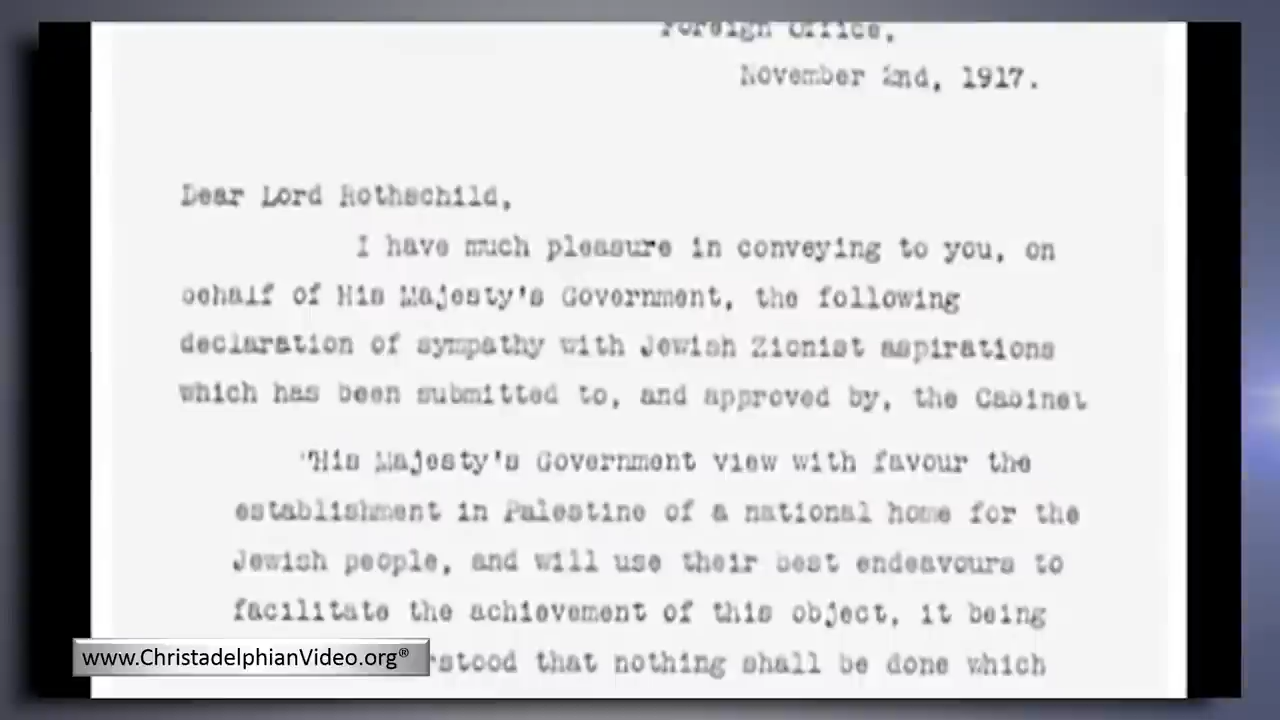 Foreign Office,
November 2nd, 1917.
Dear Lord Rothschild,
I have much pleasure in conveying to you, on
behalf of His Majesty's Government, the following
declaration of sympathy with Jewish Zionist aspirations
which has been submitted to, and approved by, the Cabinet
"His Majesty's Government view with favour the
establishment in Palestine of a national home for the
Jewish people, and will use their best endeavours to
facilitate the achievement of this object, it being
rstood that nothing shall be done which
www.ChristadelphianVideo.org®